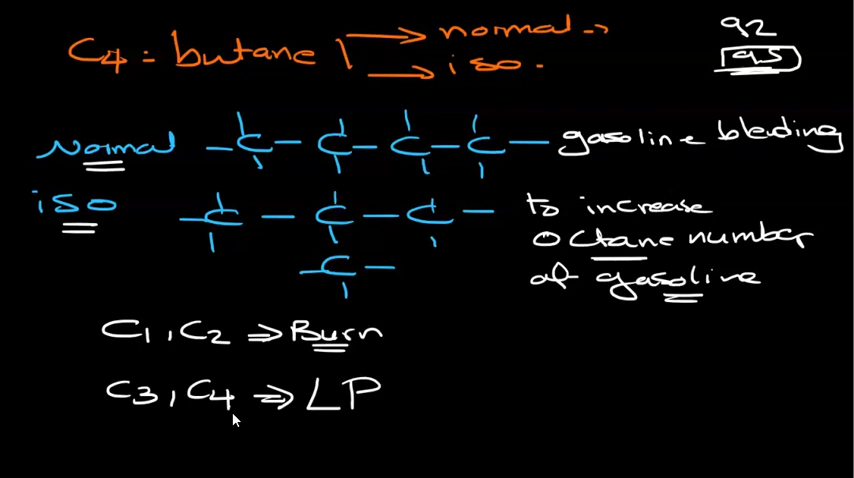 92
C4 = butane normal
95
iso
Normal - C - C - C - C - gasoline blending
iso - C - C - C - to increase
Octane number
- C - of gasoline
C1, C2 ⇒ Burn
C3, C4 ⇒ LP